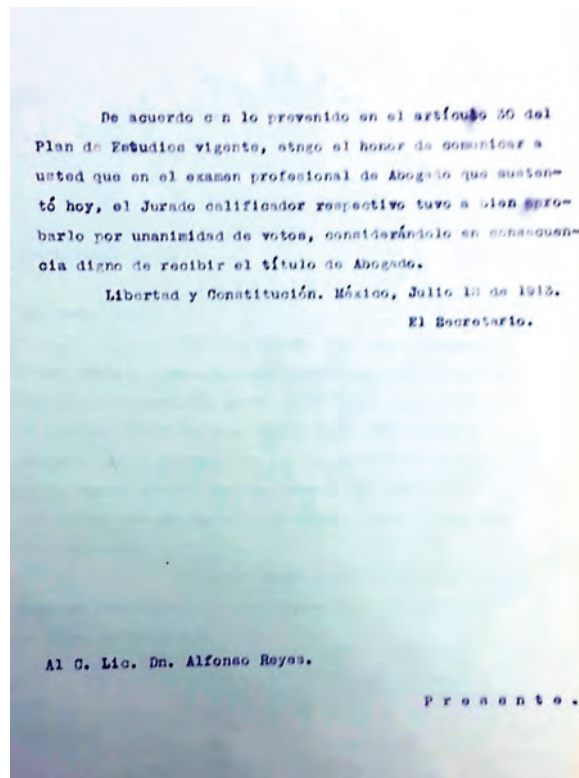 De acuerdo c n lo prevenido en el artículo 30 del
Plan de Estudios vigente, atngo el honor de comunicar a
usted que en el examen profesional de Abogado que susten-
tó hoy, el Jurado calificador respectivo tuvo a bien apro-
barlo por unanimidad de votos, considerándolo en consecuen-
cia digno de recibir el título de Abogado.
Libertad y Constitución. México, Julio de 1913.
El Secretario.
Al C. Lic. Dn. Alfonso Reyes.
P r e s e n t e .